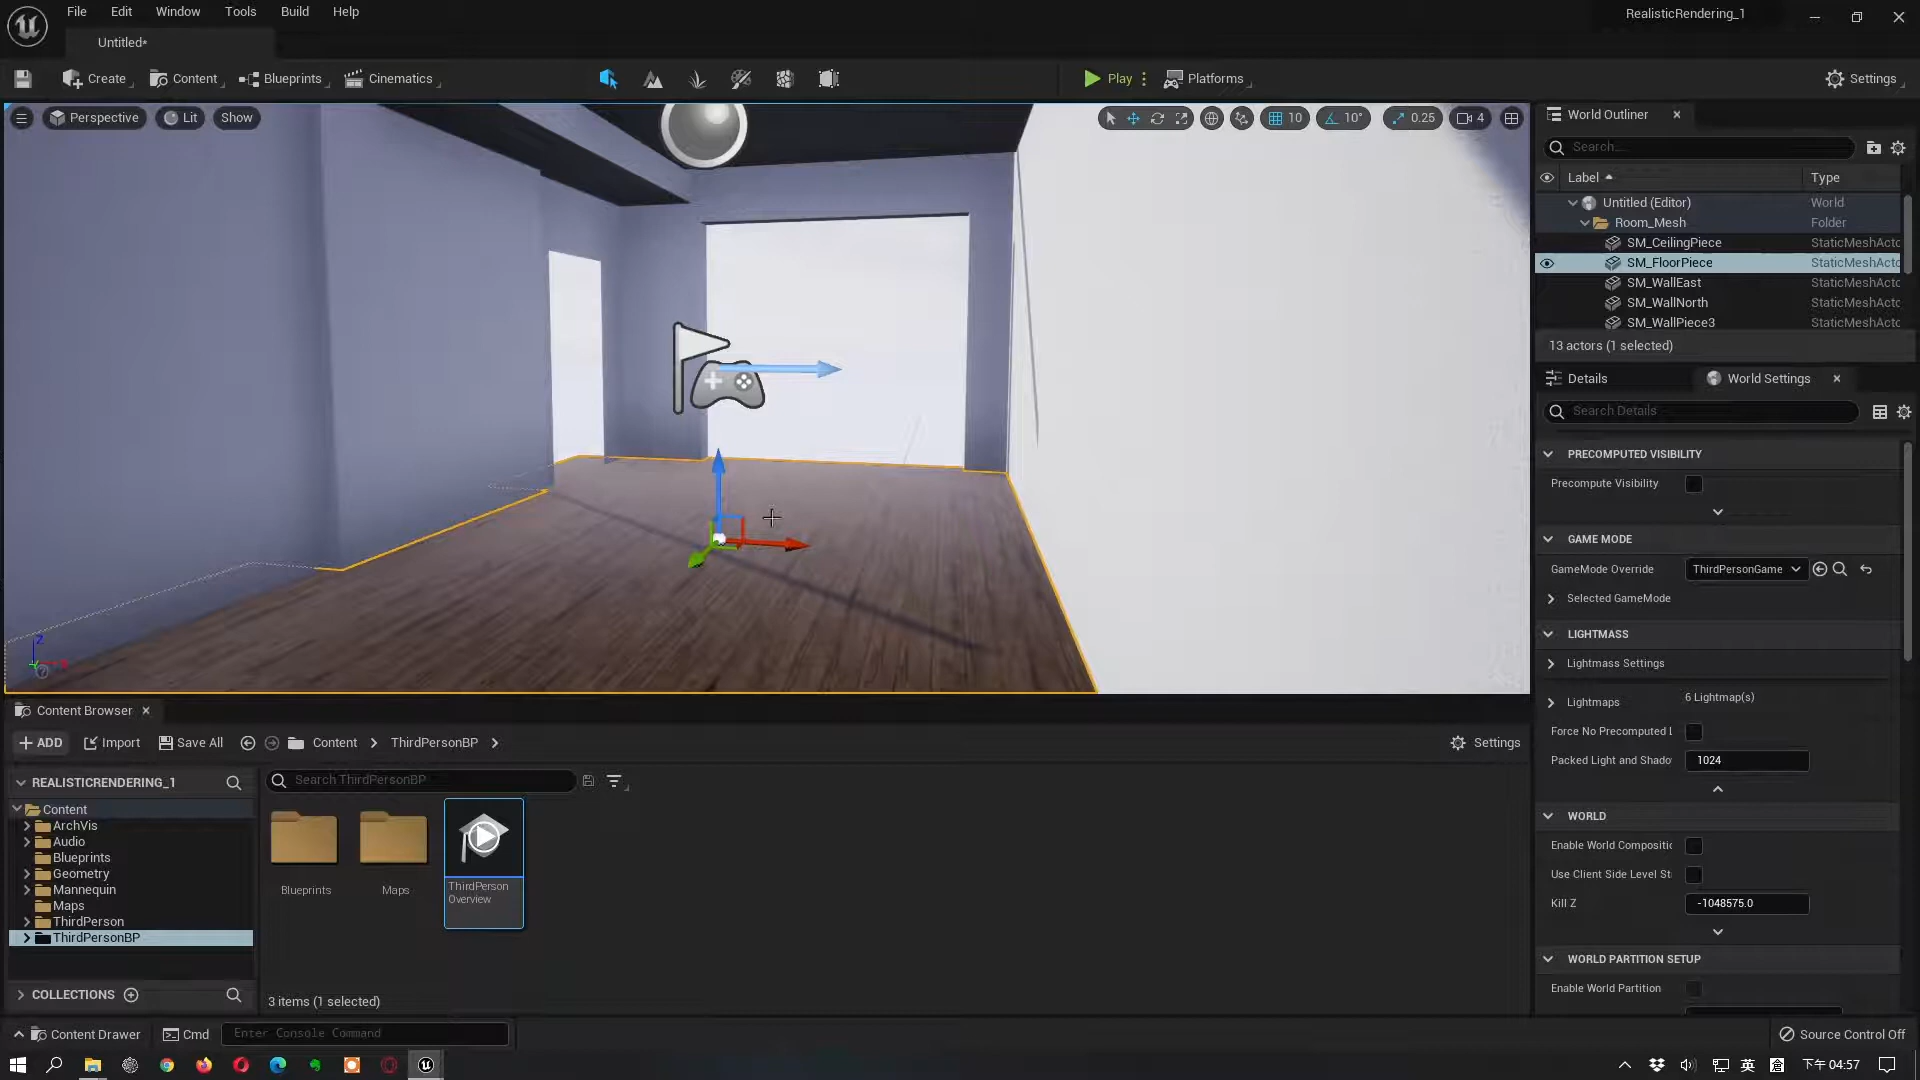 File Edit Window Tools Build Help
RealisticRendering_1
Untitled*
Create Content Blueprints Cinematics Play Platforms Settings
Perspective Lit Show 10 10° 0.25 4
World Outliner
Search...
Label Type
Untitled (Editor) World
Room_Mesh Folder
SM_CeilingPiece StaticMeshActo
SM_FloorPiece StaticMeshActo
SM_WallEast StaticMeshActo
SM_WallNorth StaticMeshActo
SM_WallPiece3 StaticMeshActo
13 actors (1 selected)
Details World Settings
Search Details
PRECOMPUTED VISIBILITY
Precompute Visibility
GAME MODE
GameMode Override ThirdPersonGame
Selected GameMode
LIGHTMASS
Lightmass Settings
Lightmaps 6 Lightmap(s)
Force No Precomputed L
Packed Light and Shado 1024
WORLD
Enable World Compositic
Use Client Side Level St
Kill Z -1048575.0
WORLD PARTITION SETUP
Enable World Partition
Z
Content Browser
ADD Import Save All Content ThirdPersonBP Settings
REALISTICRENDERING_1
Search ThirdPersonBP
Content
ArchVis
Audio
Blueprints
Geometry
Mannequin
Maps
ThirdPerson
ThirdPersonBP
Blueprints
Maps
ThirdPerson
Overview
COLLECTIONS
3 items (1 selected)
Content Drawer Cmd Enter Console Command Source Control Off
英 下午 04:57